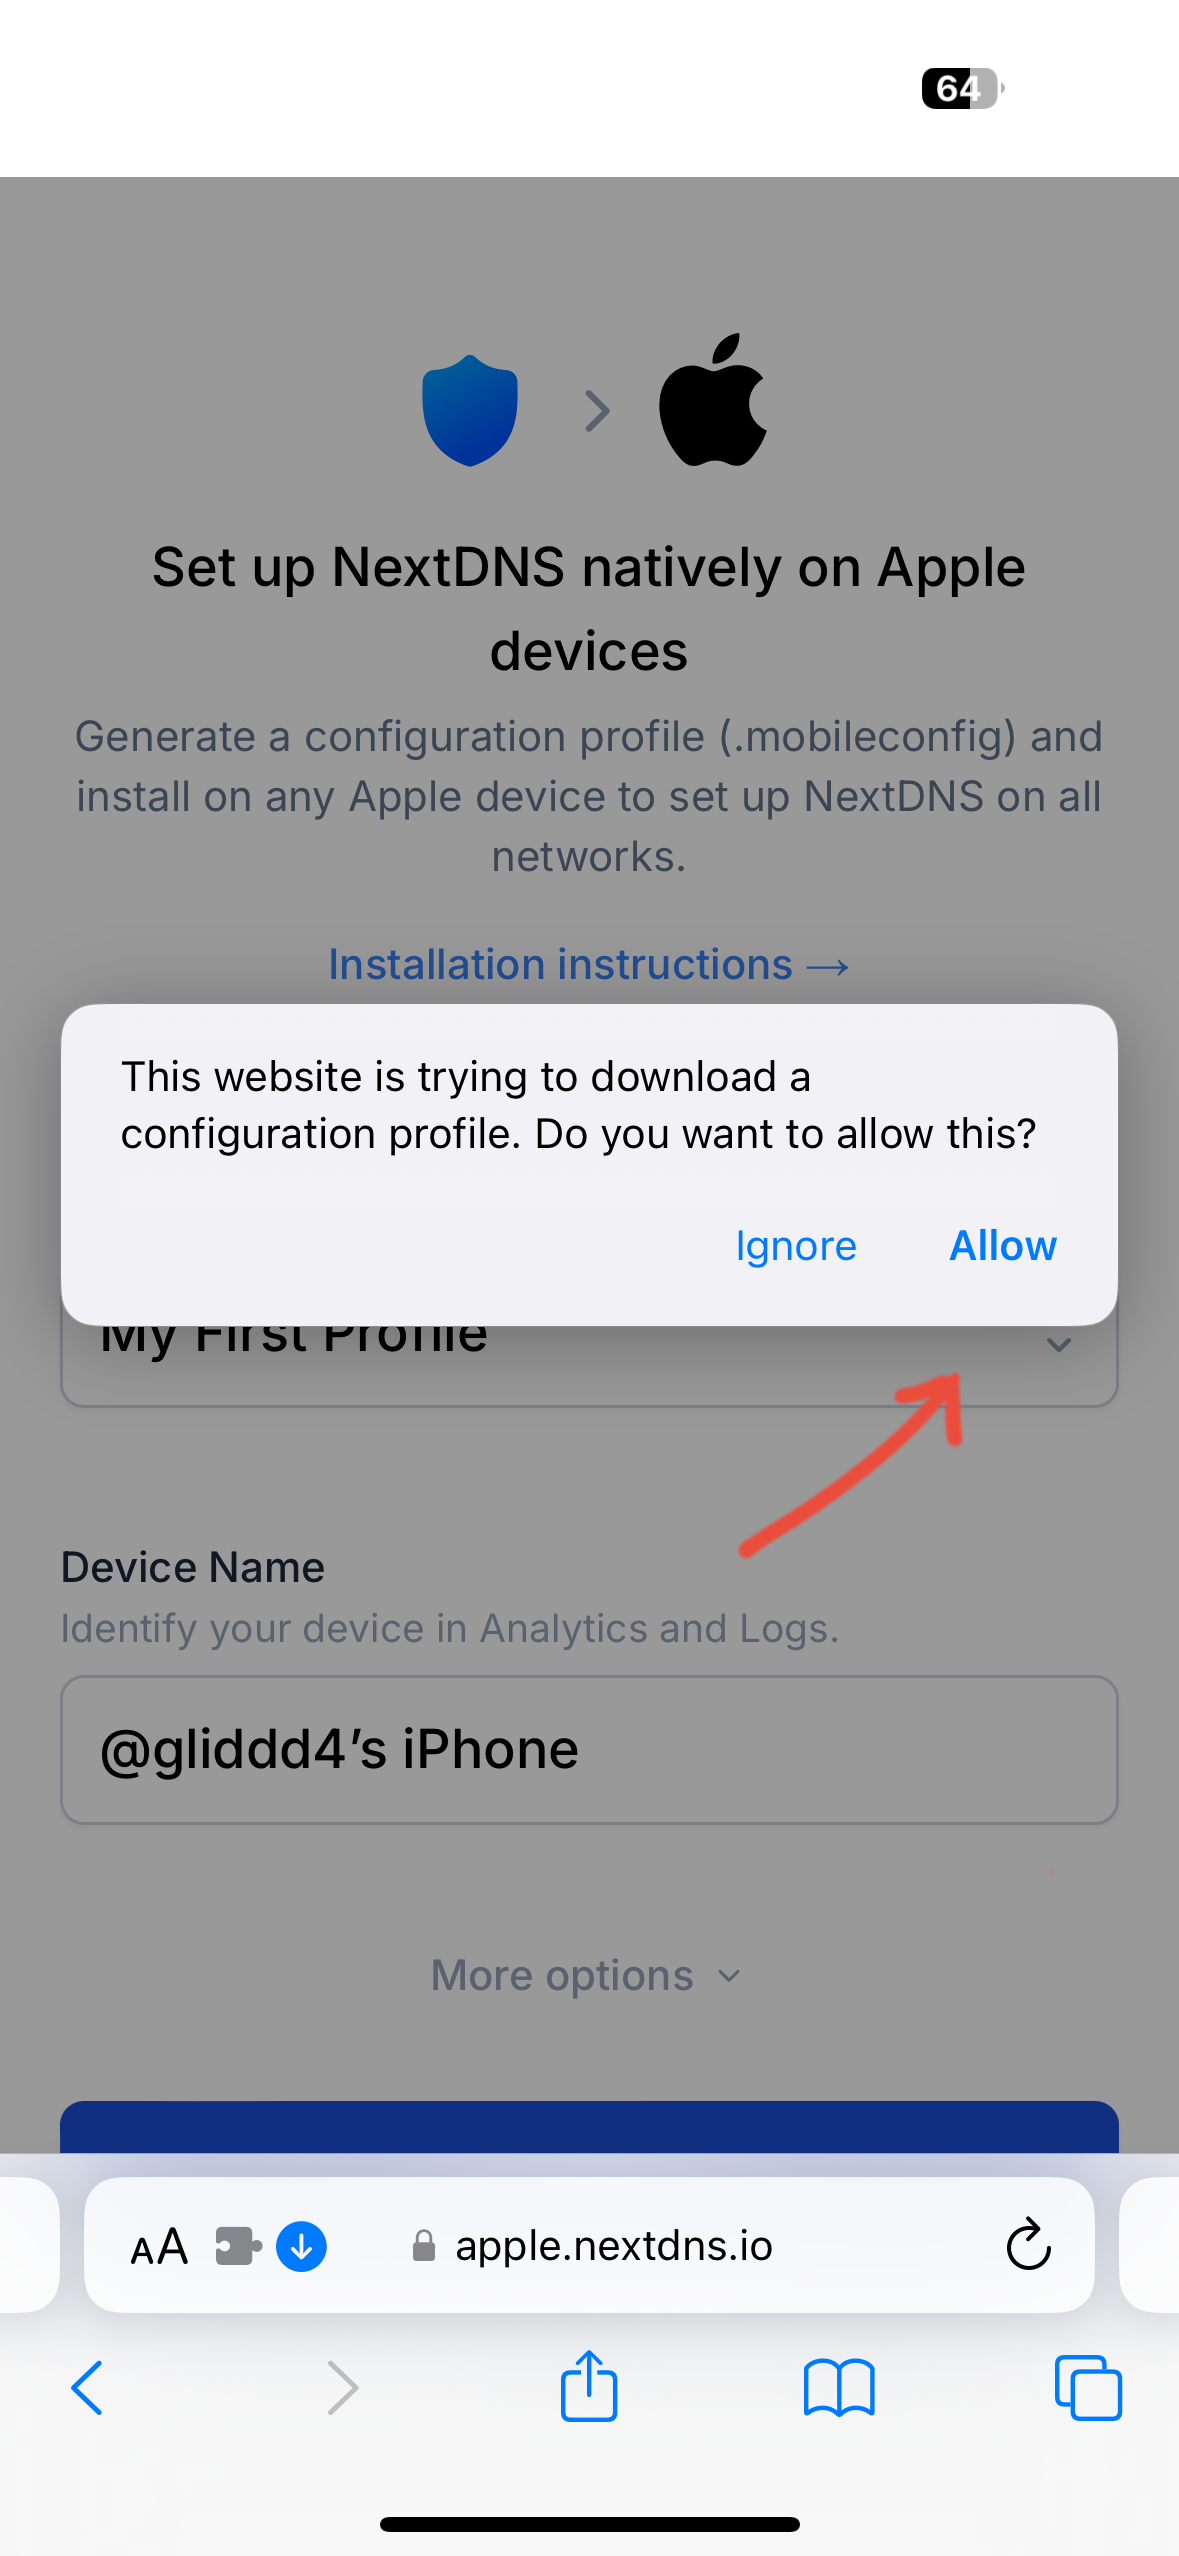 64
Set up NextDNS natively on Apple
devices
Generate a configuration profile (.mobileconfig) and
install on any Apple device to set up NextDNS on all
networks.
Installation instructions →
This website is trying to download a
configuration profile. Do you want to allow this?
Ignore Allow
My First Profile
Device Name
Identify your device in Analytics and Logs.
@gliddd4’s iPhone
More options
AA apple.nextdns.io